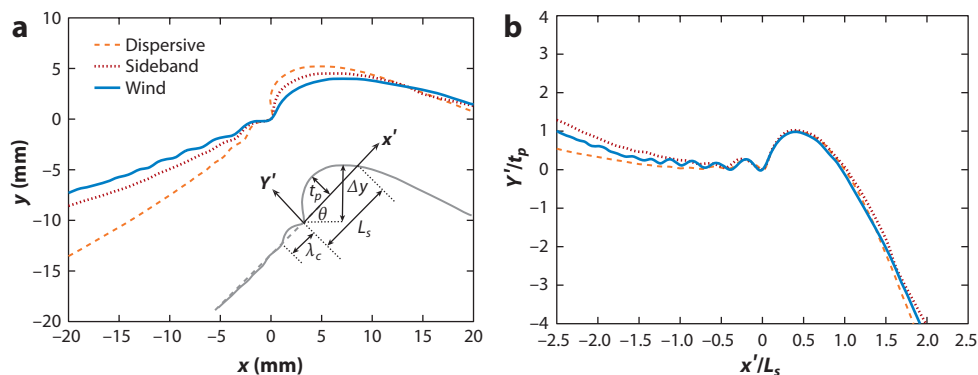 a
Dispersive
Sideband
Wind
4
3
2
1
0
−1
−2
−3
−4
20
15
10
5
0
−5
−10
−15
−20
y (mm)
x′
Y′
t_p
Δy
θ
L_s
λ_c
−20 −15 −10 −5 0 5 10 15 20
x (mm)
b
Y′/t_p
−2.5 −2.0 −1.5 −1.0 −0.5 0.0 0.5 1.0 1.5 2.0 2.5
x′/L_s